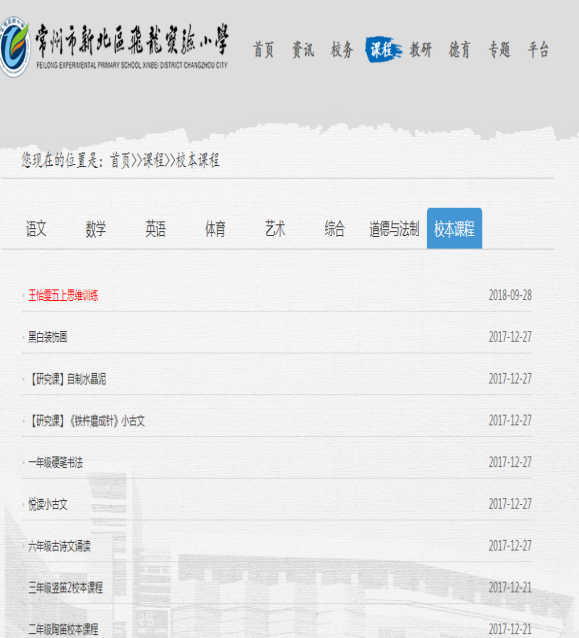 常州市新北區飛龍實驗小學
FEILONG EXPERIMENTAL PRIMARY SCHOOL XINBEI DISTRICT CHANGZHOU CITY
首页 资讯 校务 课程 教研 德育 专题 平台
您现在的位置是：首页>>课程>>校本课程
语文 数学 英语 体育 艺术 综合 道德与法制 校本课程
王怡雯五上思维训练 2018-09-28
黑白装饰画 2017-12-27
【研究课】自制水晶泥 2017-12-27
【研究课】《铁杵磨成针》小古文 2017-12-27
一年级硬笔书法 2017-12-27
悦读小古文 2017-12-27
六年级古诗文诵读 2017-12-27
三年级竖笛2校本课程 2017-12-21
二年级陶笛校本课程 2017-12-21